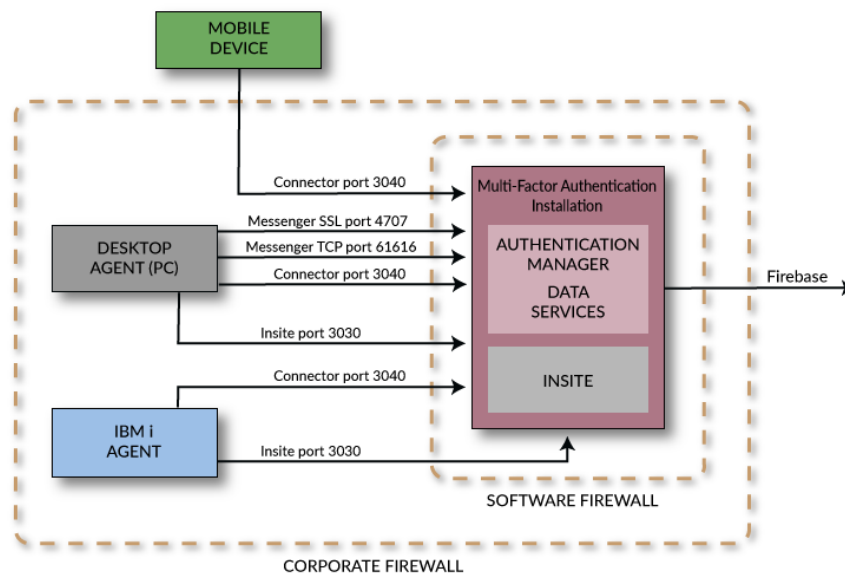 MOBILE
DEVICE
Connector port 3040
Multi-Factor Authentication
Installation
Messenger SSL port 4707
DESKTOP
AGENT (PC)
Messenger TCP port 61616
AUTHENTICATION
MANAGER
Connector port 3040
DATA
SERVICES
Firebase
Insite port 3030
Connector port 3040
INSITE
IBM i
AGENT
Insite port 3030
SOFTWARE FIREWALL
CORPORATE FIREWALL